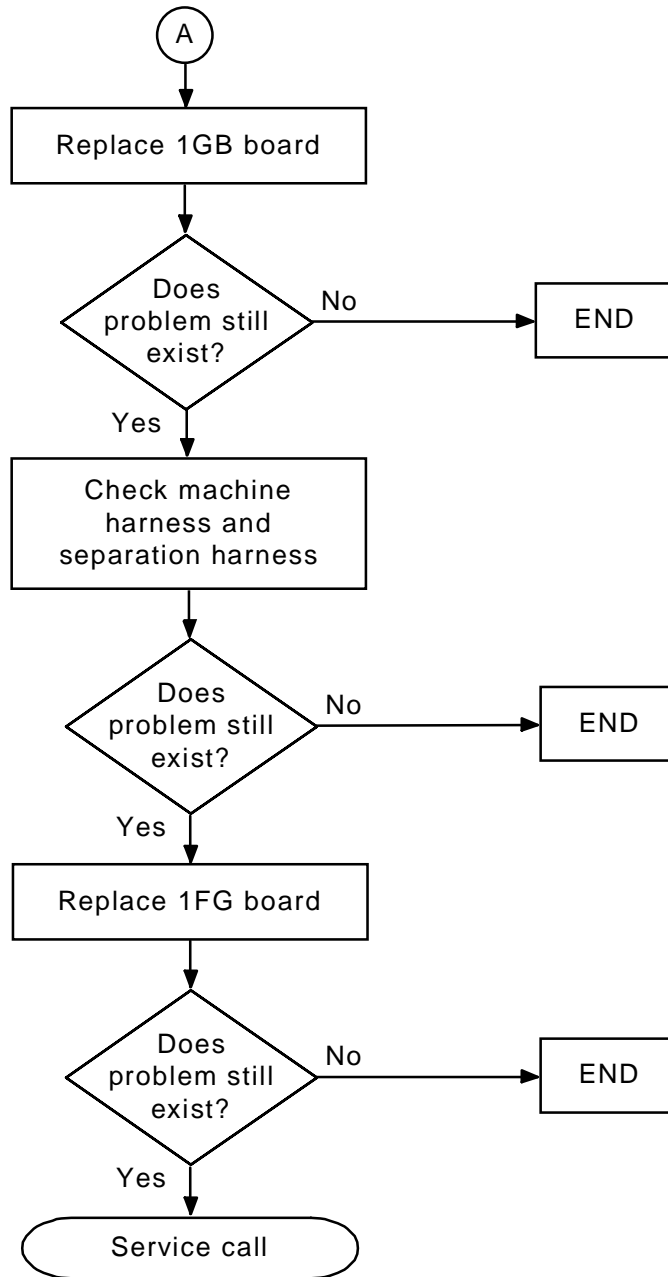 A
Replace 1GB board
Does
problem still
exist?
No
END
Yes
Check machine
harness and
separation harness
Does
problem still
exist?
No
END
Yes
Replace 1FG board
Does
problem still
exist?
No
END
Yes
Service call